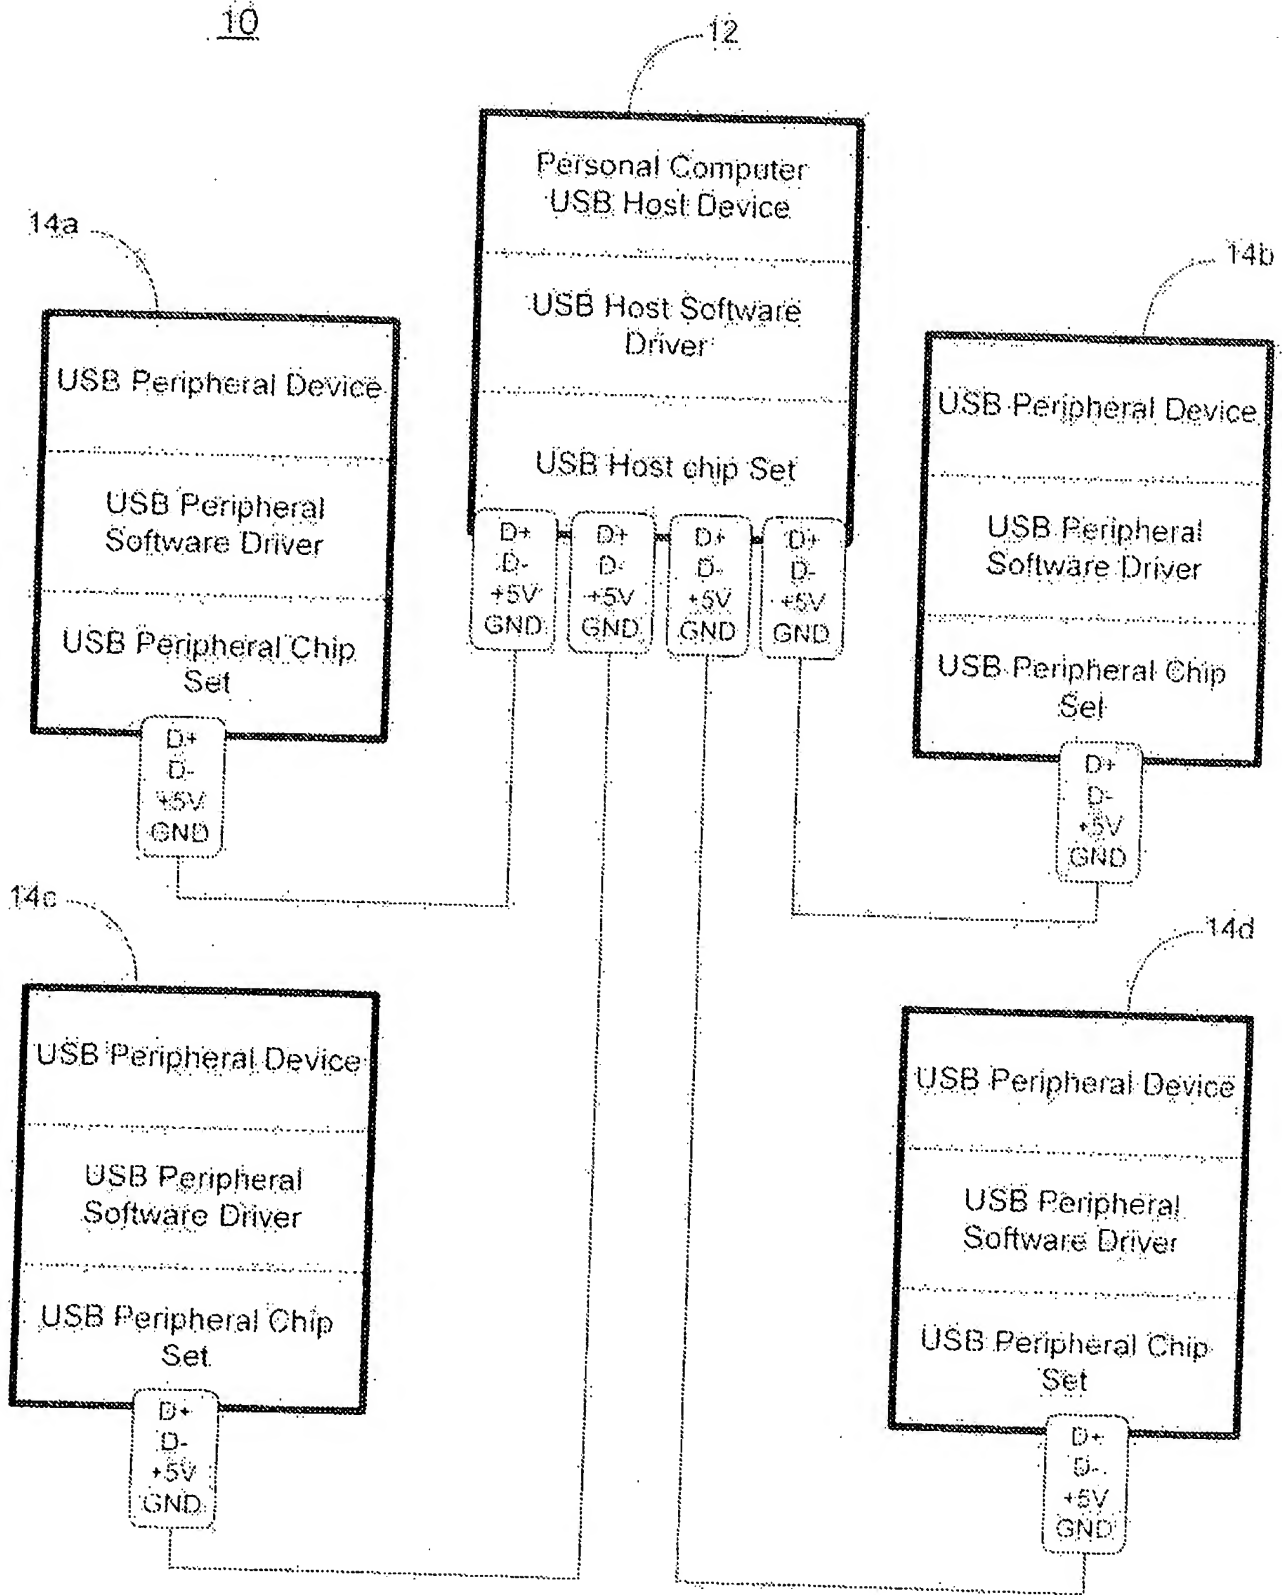 10
12
Personal Computer
USB Host Device
USB Host Software
Driver
USB Host chip Set
D+
D-
+5V
GND
D+
D-
+5V
GND
D+
D-
+5V
GND
D+
D-
+5V
GND
14a
USB Peripheral Device
USB Peripheral
Software Driver
USB Peripheral Chip
Set
D+
D-
+5V
GND
14b
USB Peripheral Device
USB Peripheral
Software Driver
USB Peripheral Chip
Set
D+
D-
+5V
GND
14c
USB Peripheral Device
USB Peripheral
Software Driver
USB Peripheral Chip
Set
D+
D-
+5V
GND
14d
USB Peripheral Device
USB Peripheral
Software Driver
USB Peripheral Chip
Set
D+
D-
+5V
GND